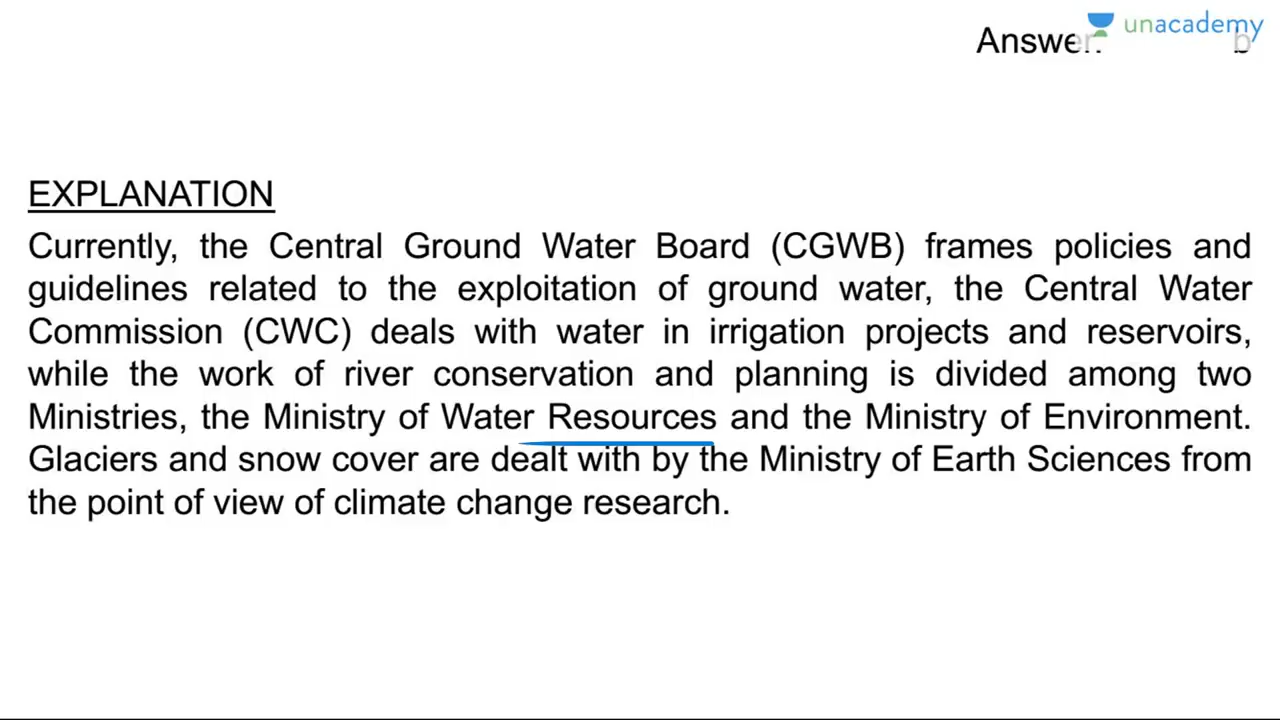 unacademy
Answer: b
EXPLANATION
Currently, the Central Ground Water Board (CGWB) frames policies and
guidelines related to the exploitation of ground water, the Central Water
Commission (CWC) deals with water in irrigation projects and reservoirs,
while the work of river conservation and planning is divided among two
Ministries, the Ministry of Water Resources and the Ministry of Environment.
Glaciers and snow cover are dealt with by the Ministry of Earth Sciences from
the point of view of climate change research.